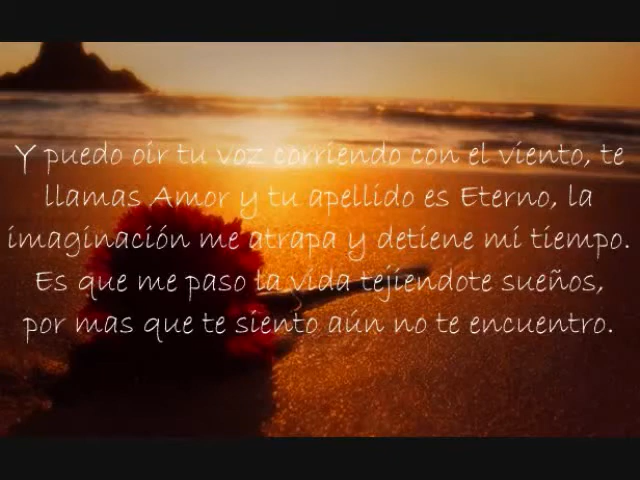 Y puedo oir tu voz corriendo con el viento, te
llamas Amor y tu apellido es Eterno, la
imaginación me atrapa y detiene mi tiempo.
Es que me paso la vida tejiendote sueños,
por mas que te siento aún no te encuentro.